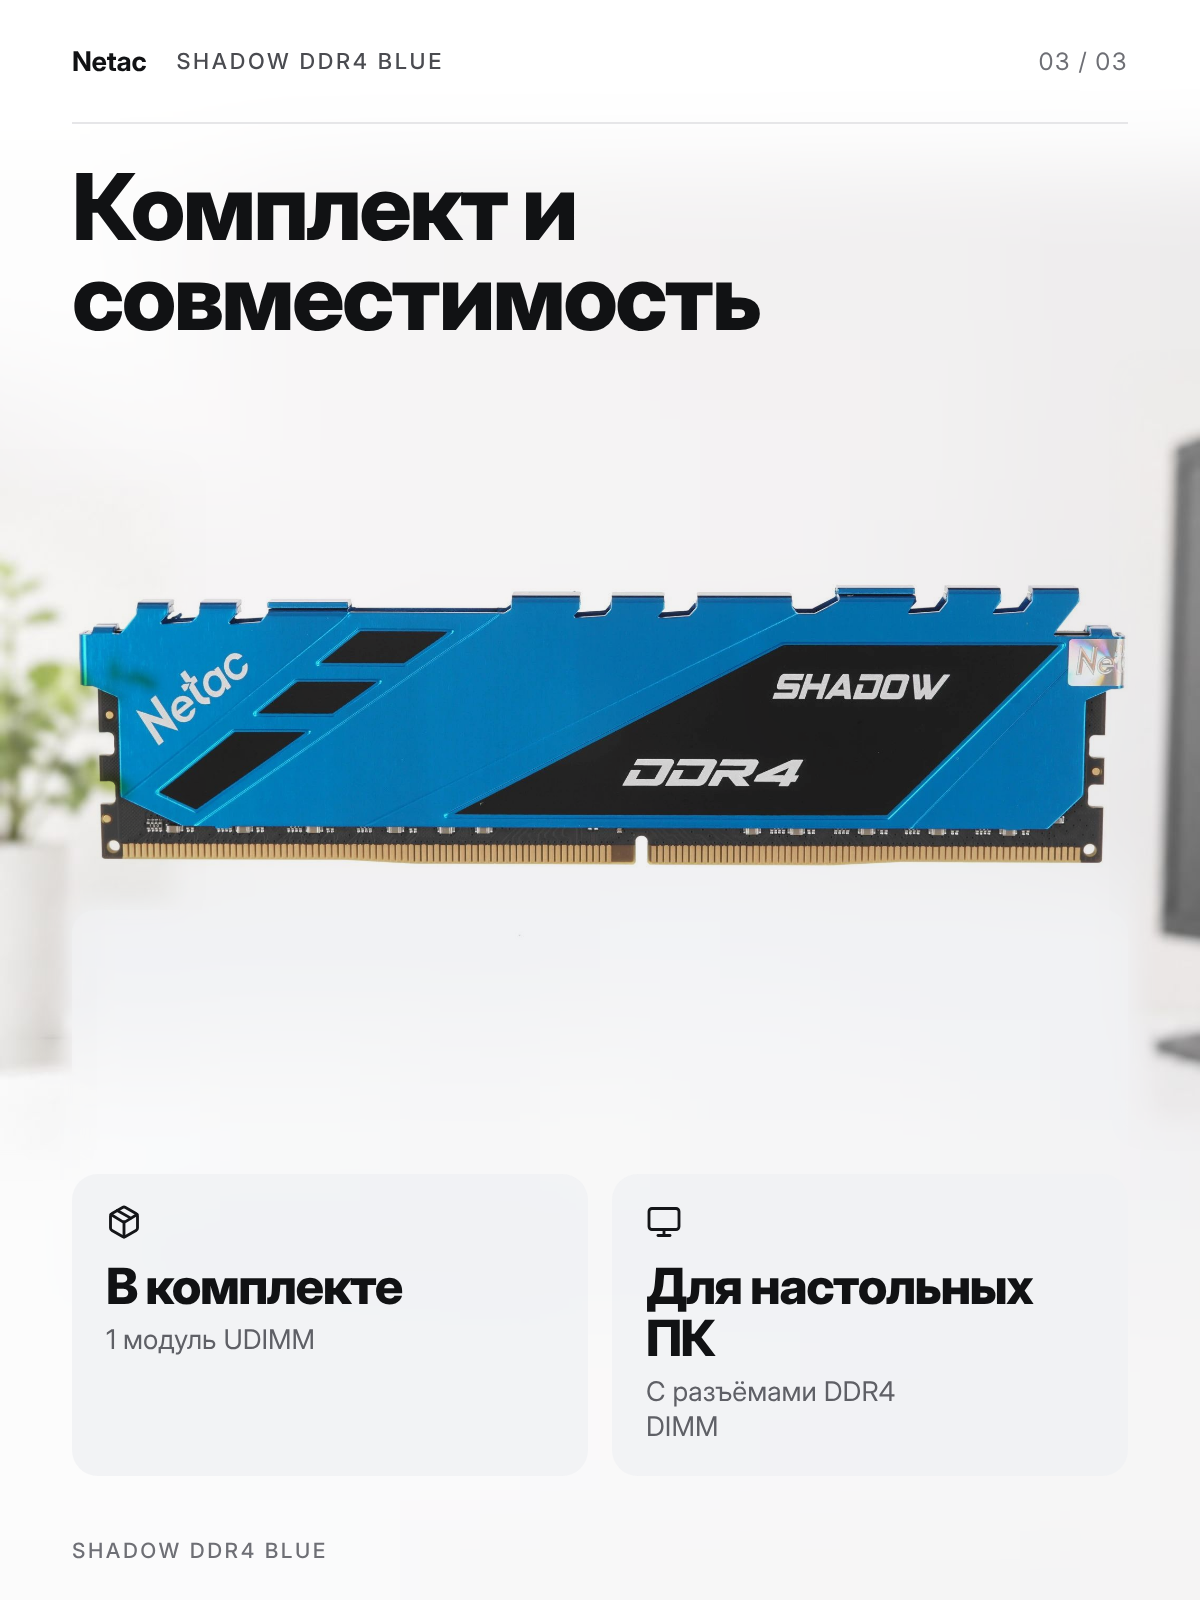 Netac SHADOW DDR4 BLUE 03 / 03
Комплект и
совместимость
Netac
SHADOW
DDR4
Net
В комплекте
1 модуль UDIMM
Для настольных
ПК
С разъёмами DDR4
DIMM
SHADOW DDR4 BLUE